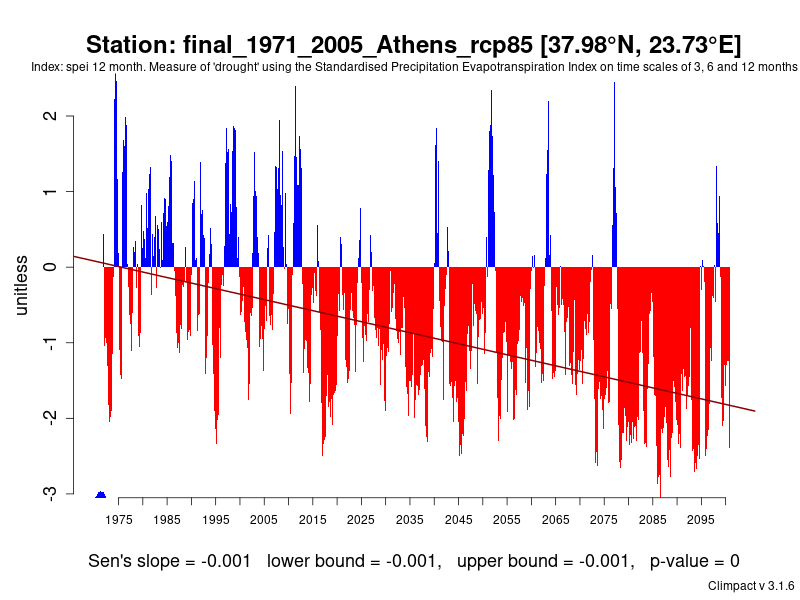 Station: final_1971_2005_Athens_rcp85 [37.98°N, 23.73°E]
Index: spei 12 month. Measure of 'drought' using the Standardised Precipitation Evapotranspiration Index on time scales of 3, 6 and 12 months
unitless
2
1
0
-1
-2
-3
1975 1985 1995 2005 2015 2025 2035 2045 2055 2065 2075 2085 2095
Sen's slope = -0.001 lower bound = -0.001, upper bound = -0.001, p-value = 0
Climpact v 3.1.6